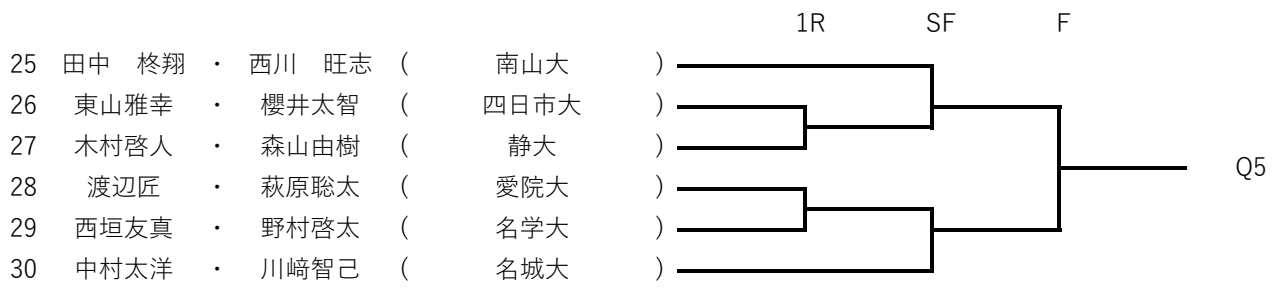 1R SF F
25 田中 柊翔 ・ 西川 旺志 ( 南山大 )
26 東山雅幸 ・ 櫻井太智 ( 四日市大 )
27 木村啓人 ・ 森山由樹 ( 静大 )
28 渡辺匠 ・ 萩原聡太 ( 愛院大 )
29 西垣友真 ・ 野村啓太 ( 名学大 )
30 中村太洋 ・ 川﨑智己 ( 名城大 )
Q5